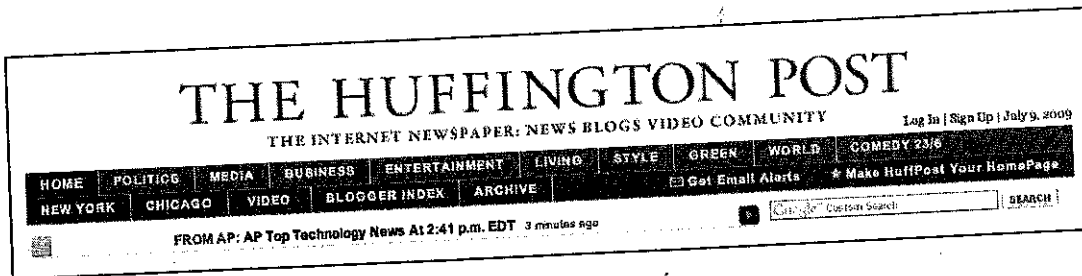 THE HUFFINGTON POST
THE INTERNET NEWSPAPER: NEWS BLOGS VIDEO COMMUNITY
Log In | Sign Up | July 9, 2009
HOME POLITICS MEDIA BUSINESS ENTERTAINMENT LIVING STYLE GREEN WORLD COMEDY 23/6
NEW YORK CHICAGO VIDEO BLOGGER INDEX ARCHIVE Get Email Alerts Make HuffPost Your HomePage
FROM AP: AP Top Technology News At 2:41 p.m. EDT 3 minutes ago Google Custom Search SEARCH